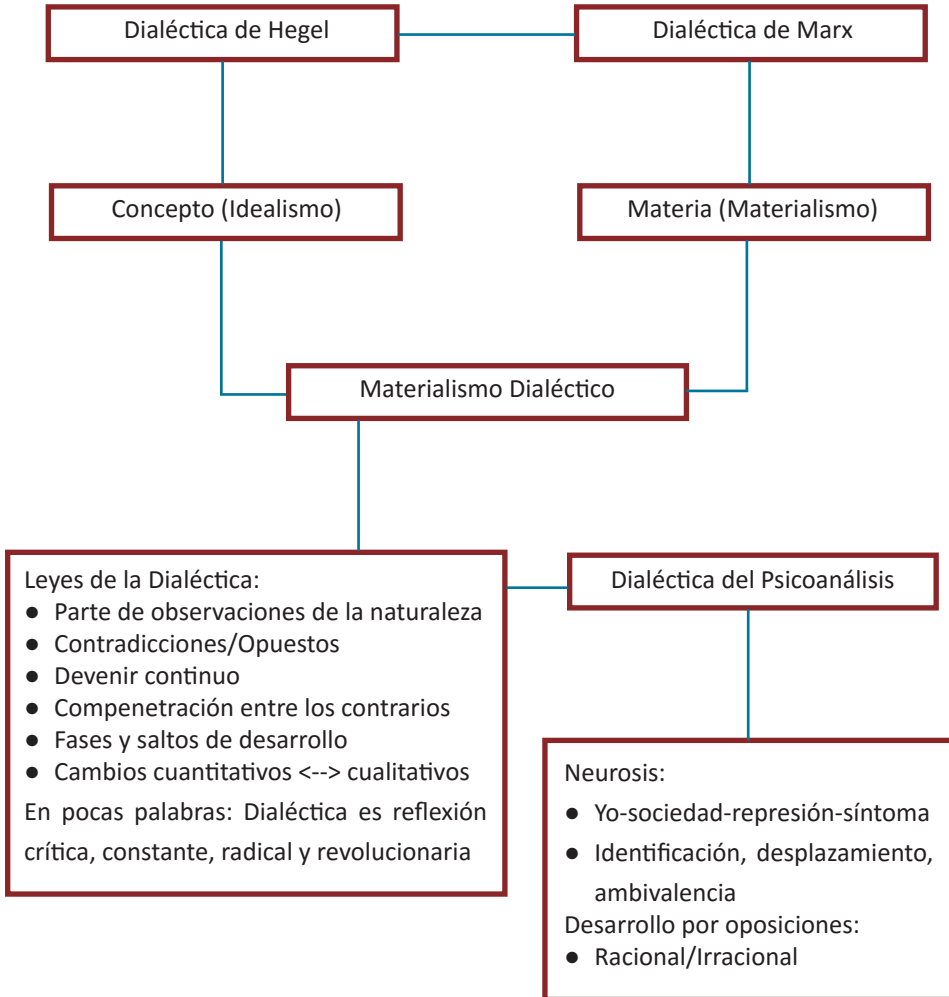 Dialéctica de Hegel
Dialéctica de Marx
Concepto (Idealismo)
Materia (Materialismo)
Materialismo Dialéctico
Leyes de la Dialéctica:
● Parte de observaciones de la naturaleza
● Contradicciones/Opuestos
● Devenir continuo
● Compenetración entre los contrarios
● Fases y saltos de desarrollo
● Cambios cuantitativos <--> cualitativos
En pocas palabras: Dialéctica es reflexión
crítica, constante, radical y revolucionaria
Dialéctica del Psicoanálisis
Neurosis:
● Yo-sociedad-represión-síntoma
● Identificación, desplazamiento,
ambivalencia
Desarrollo por oposiciones:
● Racional/Irracional